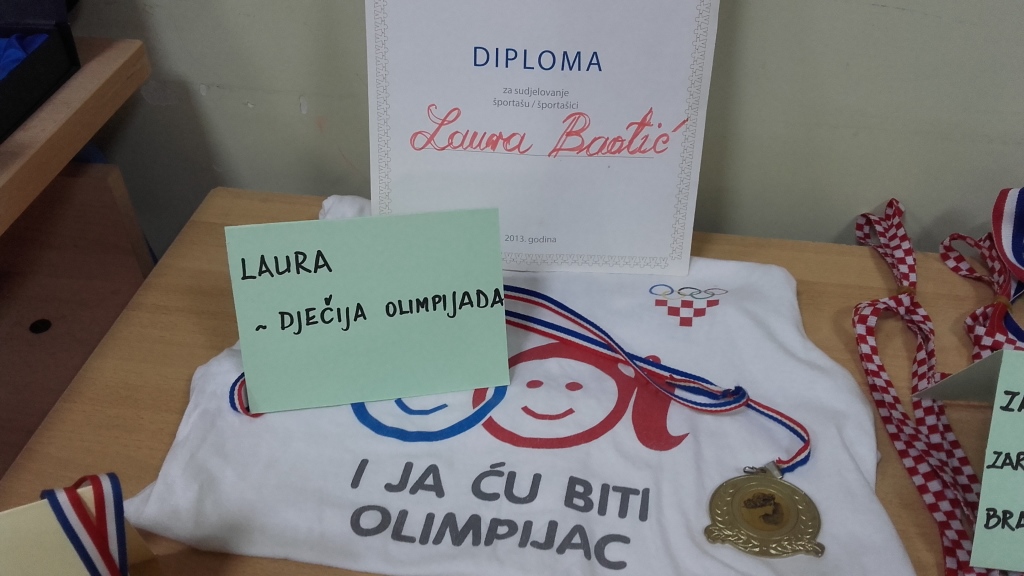 DIPLOMA
za sudjelovanje
športašu / športašici
Laura Baotić
2013. godina
LAURA
~ DJEČIJA OLIMPIJADA
I JA ĆU BITI
OLIMPIJAC